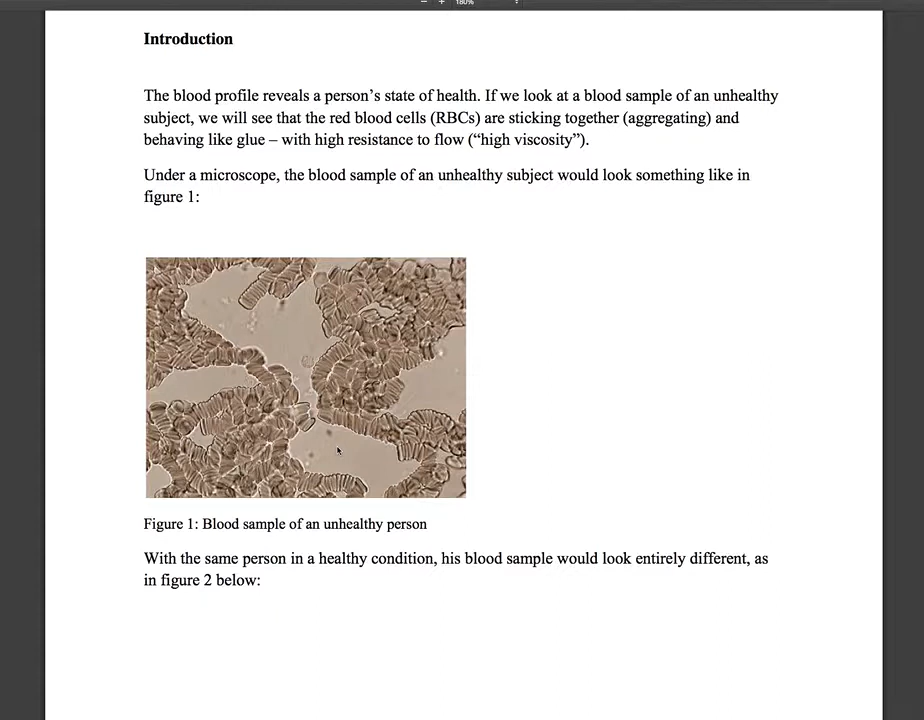 180%
Introduction
The blood profile reveals a person’s state of health. If we look at a blood sample of an unhealthy
subject, we will see that the red blood cells (RBCs) are sticking together (aggregating) and
behaving like glue – with high resistance to flow (“high viscosity”).
Under a microscope, the blood sample of an unhealthy subject would look something like in
figure 1:
Figure 1: Blood sample of an unhealthy person
With the same person in a healthy condition, his blood sample would look entirely different, as
in figure 2 below: